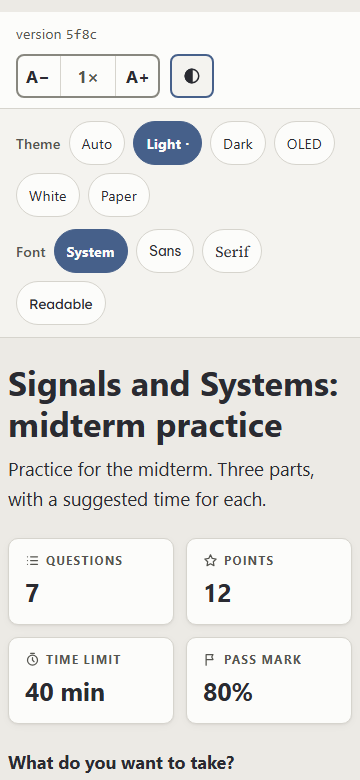 version 5f8c
A− 1× A+
Theme Auto Light · Dark OLED
White Paper
Font System Sans Serif
Readable
Signals and Systems:
midterm practice
Practice for the midterm. Three parts,
with a suggested time for each.
QUESTIONS POINTS
7 12
TIME LIMIT PASS MARK
40 min 80%
What do you want to take?